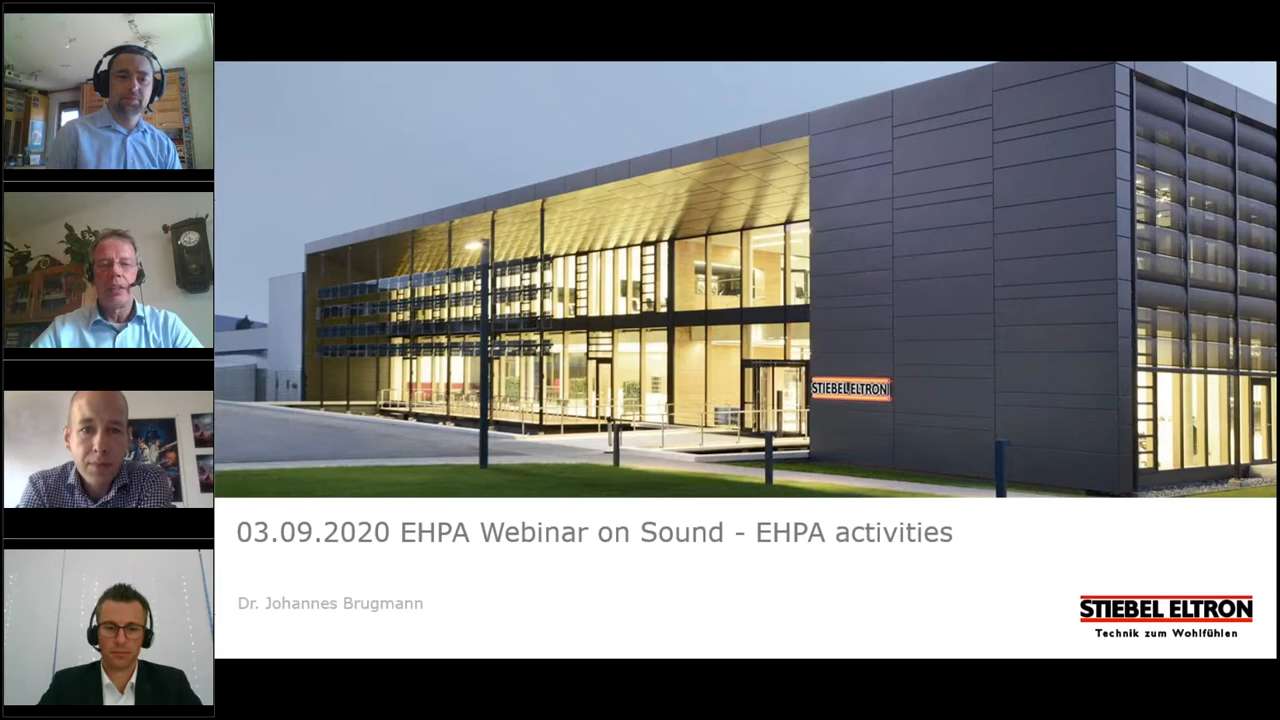 STIEBEL ELTRON
03.09.2020 EHPA Webinar on Sound - EHPA activities
Dr. Johannes Brugmann
STIEBEL ELTRON
Technik zum Wohlfühlen